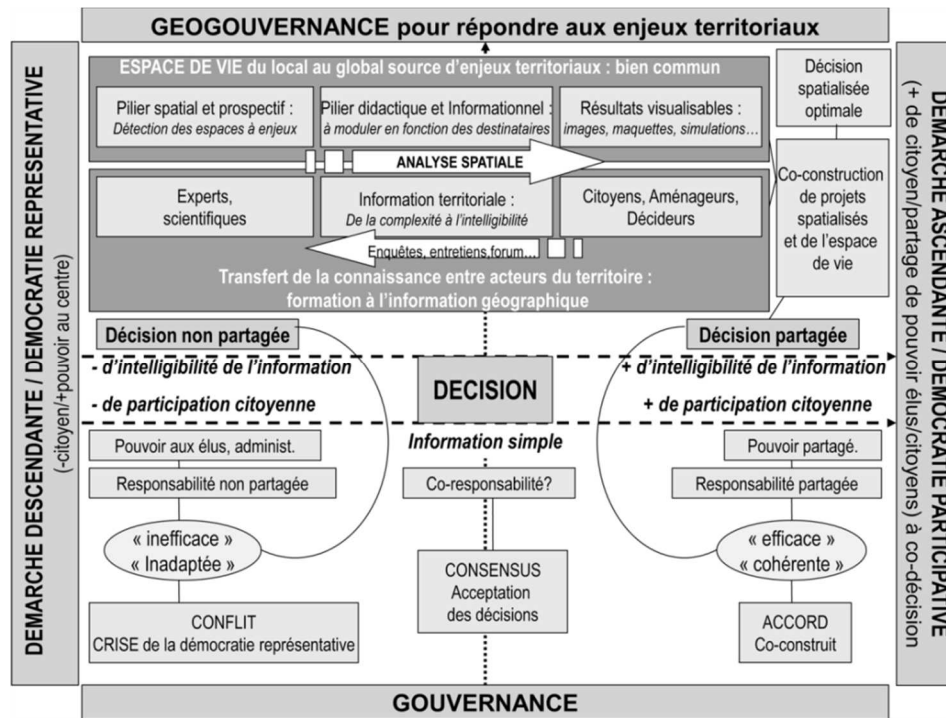 GEOGOUVERNANCE pour répondre aux enjeux territoriaux
DEMARCHE DESCENDANTE / DEMOCRATIE REPRESENTATIVE
(-citoyen/+pouvoir au centre)
ESPACE DE VIE du local au global source d'enjeux territoriaux : bien commun
Pilier spatial et prospectif :
Détection des espaces à enjeux
Pilier didactique et Informationnel :
à moduler en fonction des destinataires
Résultats visualisables :
images, maquettes, simulations…
ANALYSE SPATIALE
Experts,
scientifiques
Information territoriale :
De la complexité à l'intelligibilité
Citoyens, Aménageurs,
Décideurs
Enquêtes, entretiens,forum…
Transfert de la connaissance entre acteurs du territoire :
formation à l'information géographique
Décision
spatialisée
optimale
Co-construction
de projets
spatialisés
et de l'espace
de vie
Décision non partagée
Décision partagée
- d'intelligibilité de l'information
- de participation citoyenne
DECISION
+ d'intelligibilité de l'information
+ de participation citoyenne
Information simple
Pouvoir aux élus, administ.
Responsabilité non partagée
« inefficace »
« Inadaptée »
CONFLIT
CRISE de la démocratie représentative
Co-responsabilité?
CONSENSUS
Acceptation
des décisions
Pouvoir partagé.
Responsabilité partagée
« efficace »
« cohérente »
ACCORD
Co-construit
DEMARCHE ASCENDANTE / DEMOCRATIE PARTICIPATIVE
(+ de citoyen/partage de pouvoir élus/citoyens) à co-décision
GOUVERNANCE